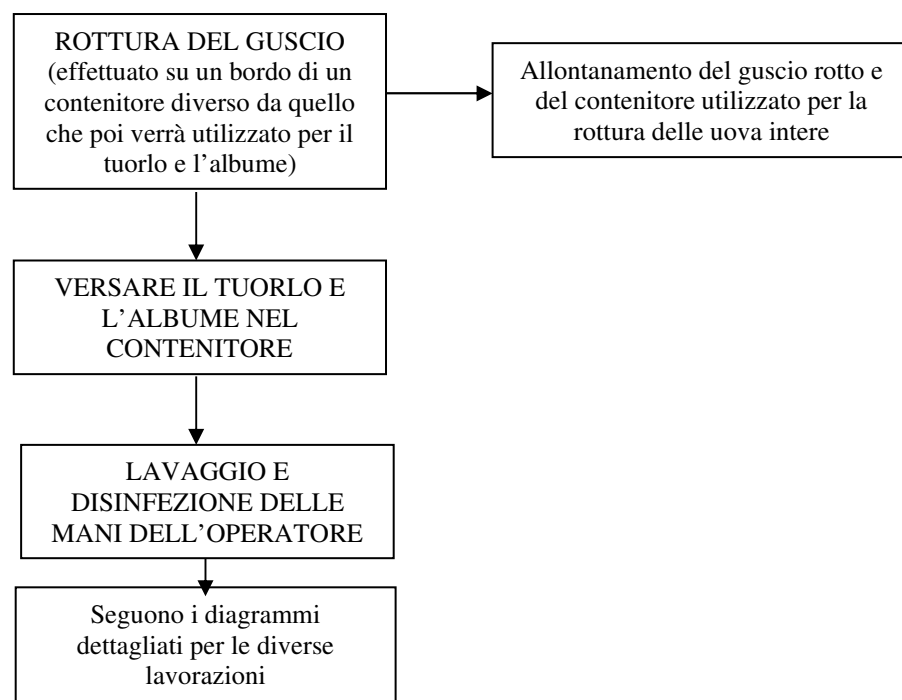 ROTTURA DEL GUSCIO
(effettuato su un bordo di un
contenitore diverso da quello
che poi verrà utilizzato per il
tuorlo e l'albume)
Allontanamento del guscio rotto e
del contenitore utilizzato per la
rottura delle uova intere
VERSARE IL TUORLO E
L'ALBUME NEL
CONTENITORE
LAVAGGIO E
DISINFEZIONE DELLE
MANI DELL'OPERATORE
Seguono i diagrammi
dettagliati per le diverse
lavorazioni